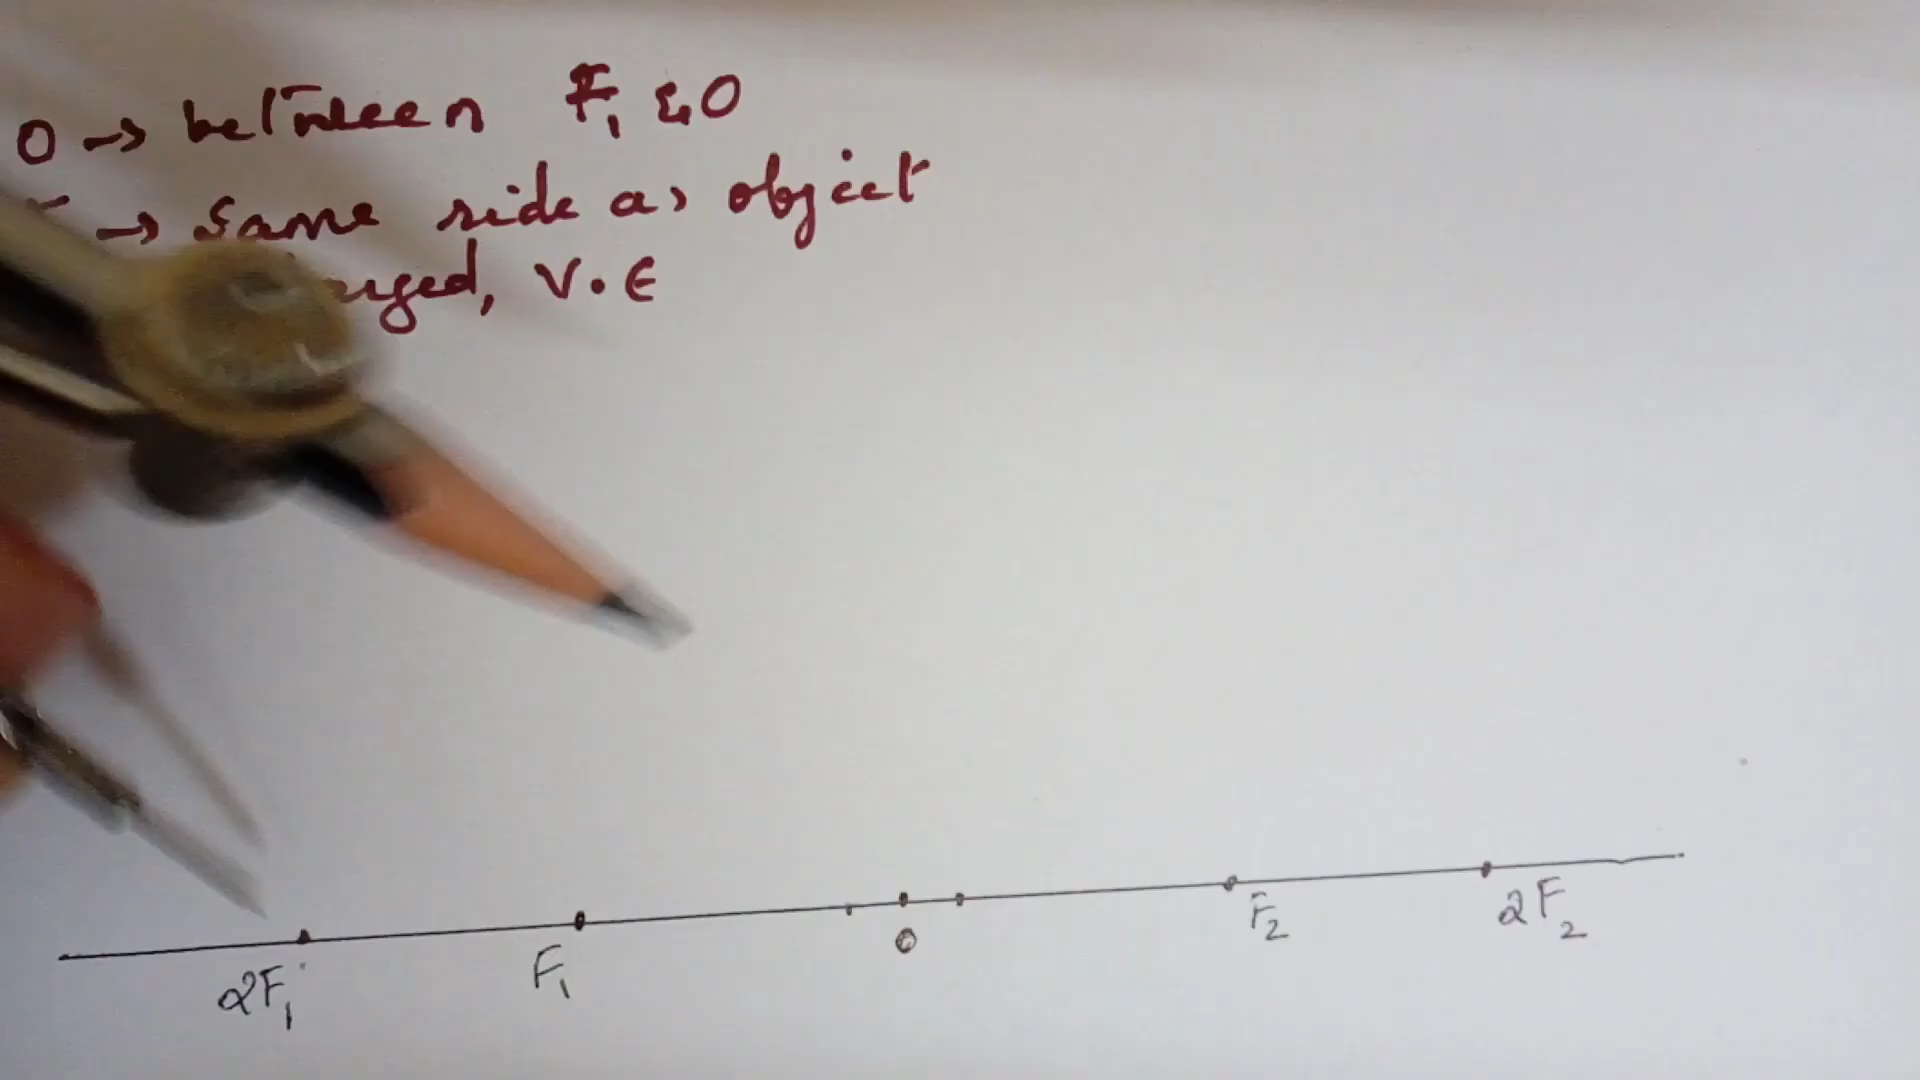 O → between F₁ & O
→ Same side as object
V.E
2F₁ F₁ O F₂ 2F₂